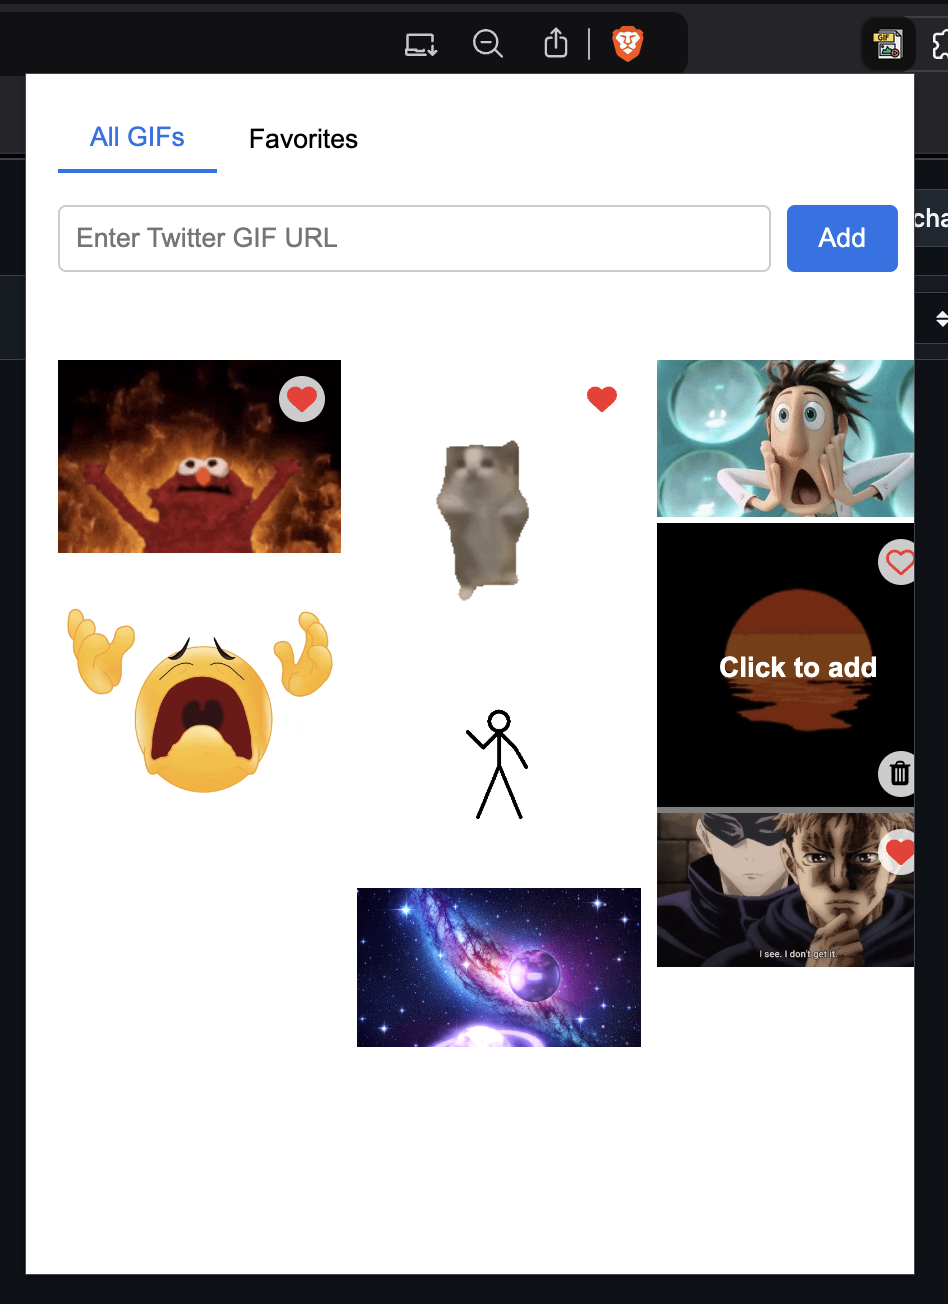 GIF
All GIFs
Favorites
Enter Twitter GIF URL
Add
cha
Click to add
I see. I don't get it.